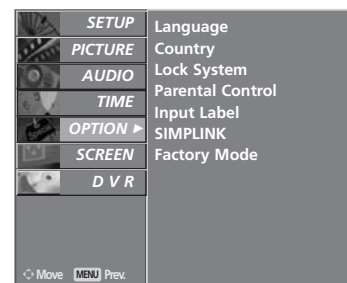 SETUP
PICTURE
AUDIO
TIME
OPTION ▶
SCREEN
D V R
Language
Country
Lock System
Parental Control
Input Label
SIMPLINK
Factory Mode
Move MENU Prev.